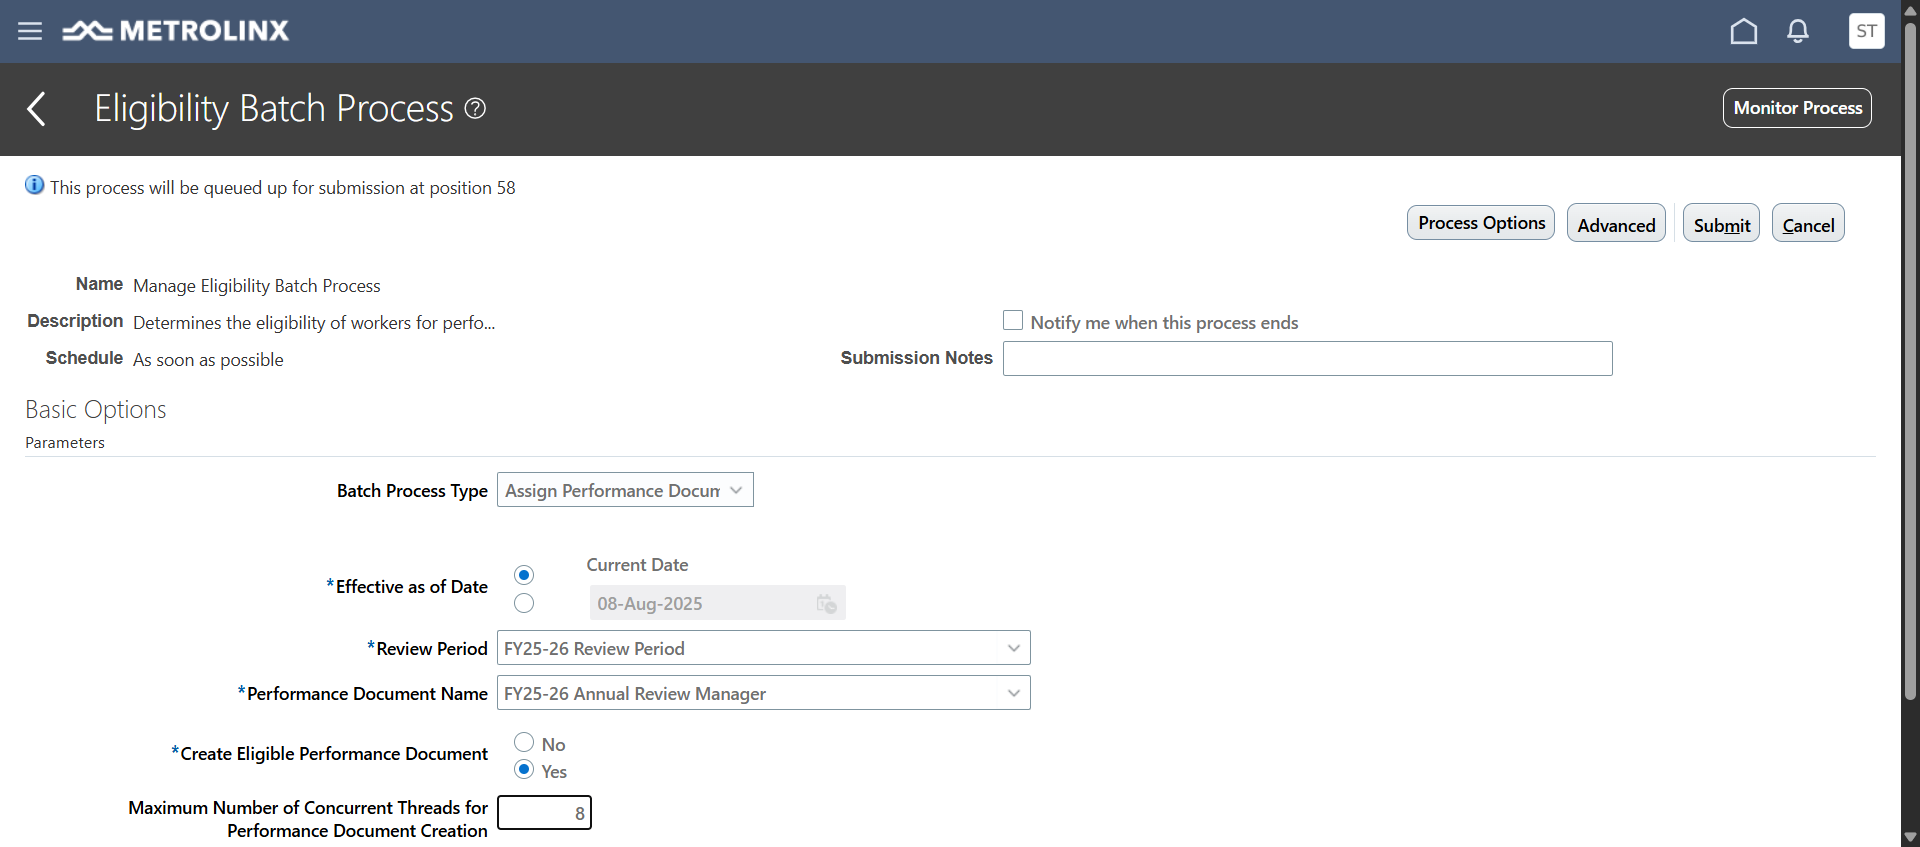 METROLINX
ST
Eligibility Batch Process
Monitor Process
This process will be queued up for submission at position 58
Process Options Advanced Submit Cancel
Name Manage Eligibility Batch Process
Description Determines the eligibility of workers for perfo...
Notify me when this process ends
Schedule As soon as possible
Submission Notes
Basic Options
Parameters
Batch Process Type Assign Performance Docum
Current Date
*Effective as of Date
08-Aug-2025
*Review Period FY25-26 Review Period
*Performance Document Name FY25-26 Annual Review Manager
No
*Create Eligible Performance Document
Yes
Maximum Number of Concurrent Threads for
Performance Document Creation
8